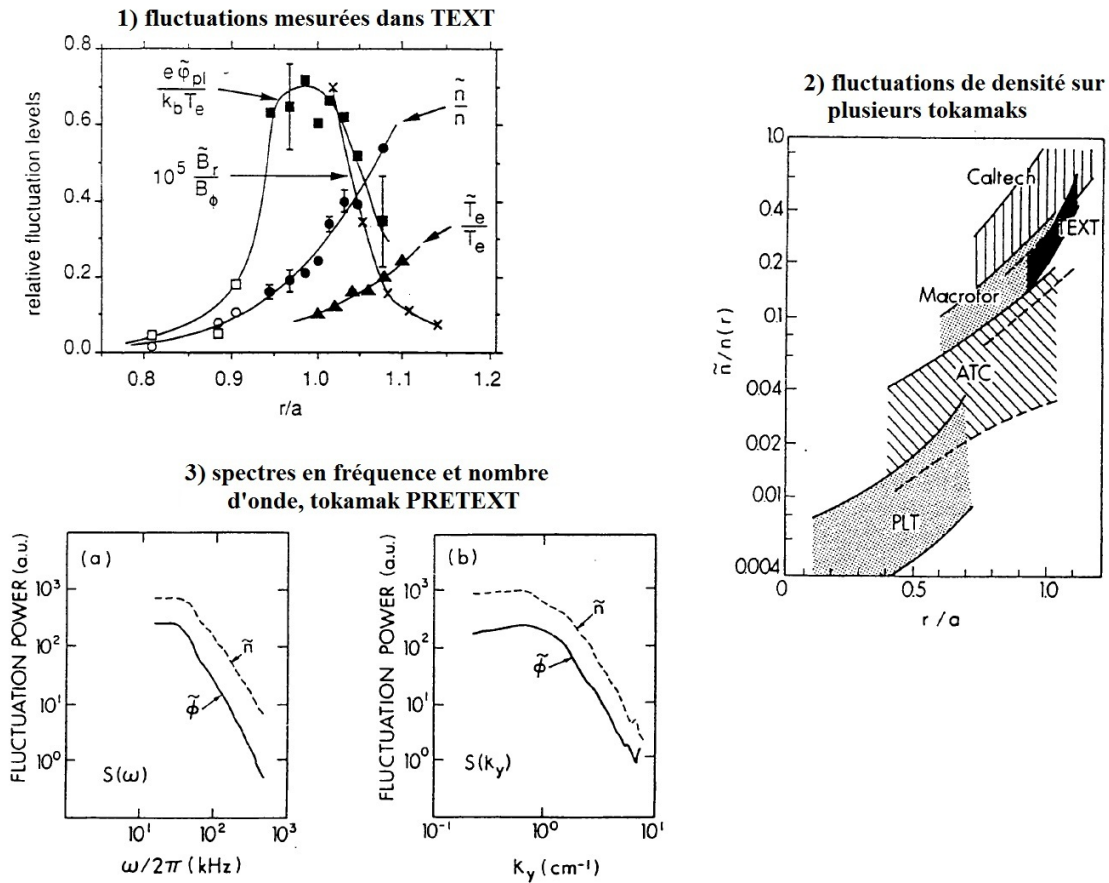 1) fluctuations mesurées dans TEXT
0.8
0.6
0.4
0.2
0.0
relative fluctuation levels
e φ̃pl
kb Te
10⁵ B̃r
Bϕ
ñ
n
T̃e
Te
0.8 0.9 1.0 1.1 1.2
r/a
2) fluctuations de densité sur
plusieurs tokamaks
1.0
0.4
0.2
0.1
0.04
0.02
0.01
0.004
ñ/n(r)
Caltech
TEXT
Macrotor
ATC
PLT
0 0.5 1.0
r/a
3) spectres en fréquence et nombre
d'onde, tokamak PRETEXT
(a)
FLUCTUATION POWER (a.u.)
10³
10²
10¹
10⁰
ñ
ϕ̃
S(ω)
10¹ 10² 10³
ω/2π (kHz)
(b)
FLUCTUATION POWER (a.u.)
10³
10²
10¹
10⁰
ñ
ϕ̃
S(ky)
10⁻¹ 10⁰ 10¹
Ky (cm⁻¹)